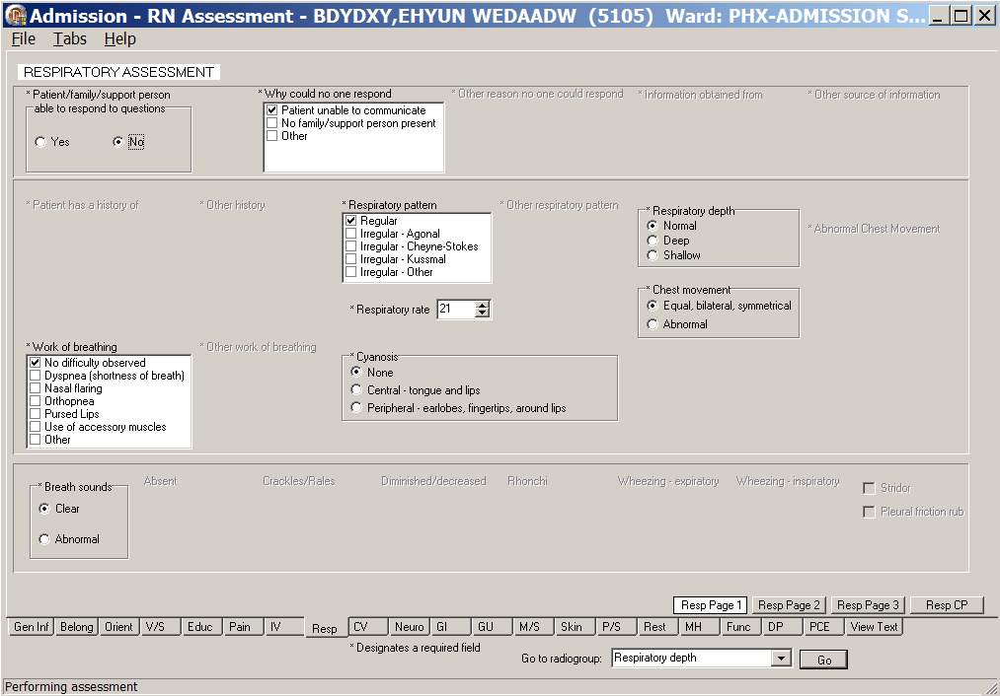 Admission - RN Assessment - BDYDXY,EHYUN WEDAADW (5105) Ward: PHX-ADMISSION S...
File Tabs Help
RESPIRATORY ASSESSMENT
* Patient/family/support person
able to respond to questions
Yes No
* Why could no one respond
Patient unable to communicate
No family/support person present
Other
* Other reason no one could respond
* Information obtained from
* Other source of information
* Patient has a history of
* Other history
* Respiratory pattern
Regular
Irregular - Agonal
Irregular - Cheyne-Stokes
Irregular - Kussmal
Irregular - Other
* Other respiratory pattern
* Respiratory depth
Normal
Deep
Shallow
* Abnormal Chest Movement
* Respiratory rate 21
* Chest movement
Equal, bilateral, symmetrical
Abnormal
* Work of breathing
No difficulty observed
Dyspnea (shortness of breath)
Nasal flaring
Orthopnea
Pursed Lips
Use of accessory muscles
Other
* Other work of breathing
* Cyanosis
None
Central - tongue and lips
Peripheral - earlobes, fingertips, around lips
* Breath sounds
Clear
Abnormal
Absent
Crackles/Rales
Diminished/decreased
Rhonchi
Wheezing - expiratory
Wheezing - inspiratory
Stridor
Pleural friction rub
Resp Page 1 Resp Page 2 Resp Page 3 Resp CP
Gen Inf Belong Orient V/S Educ Pain IV Resp CV Neuro GI GU M/S Skin P/S Rest MH Func DP PCE View Text
* Designates a required field
Go to radiogroup: Respiratory depth Go
Performing assessment